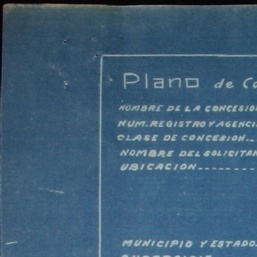 Plano de
NOMBRE DE LA
NUM. REGISTRO Y
CLASE DE CONCESION
NOMBRE DEL
UBICACION
MUNICIPIO Y